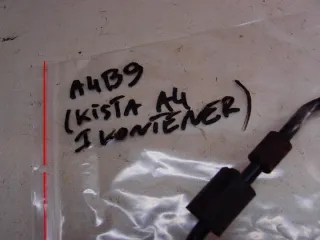 A4B9
(KISTA A4
I KONTENER)